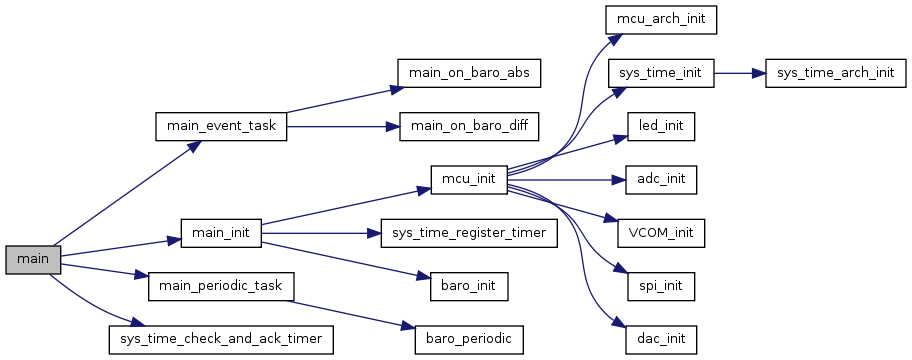 mcu_arch_init
main_on_baro_abs
sys_time_init
sys_time_arch_init
main_event_task
main_on_baro_diff
led_init
mcu_init
adc_init
main_init
sys_time_register_timer
VCOM_init
main
main_periodic_task
baro_init
spi_init
sys_time_check_and_ack_timer
baro_periodic
dac_init